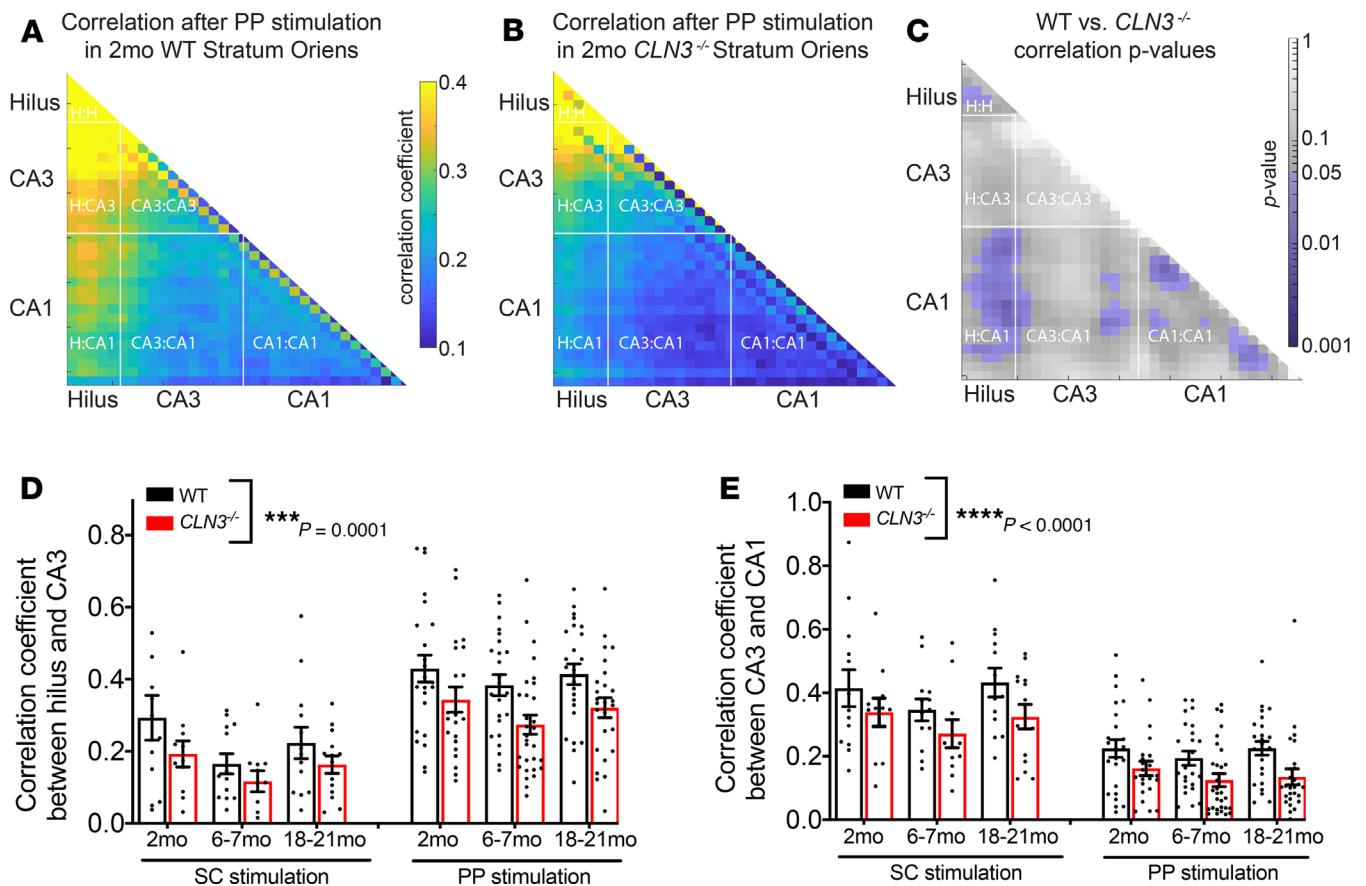 A
Correlation after PP stimulation
in 2mo WT Stratum Oriens
Hilus
CA3
CA1
H:H
H:CA3
CA3:CA3
H:CA1
CA3:CA1
CA1:CA1
Hilus
CA3
CA1
0.4
0.3
0.2
0.1
correlation coefficient
B
Correlation after PP stimulation
in 2mo CLN3-/- Stratum Oriens
Hilus
CA3
CA1
H:H
H:CA3
CA3:CA3
H:CA1
CA3:CA1
CA1:CA1
Hilus
CA3
CA1
C
WT vs. CLN3-/-
correlation p-values
Hilus
CA3
CA1
H:H
H:CA3
CA3:CA3
H:CA1
CA3:CA1
CA1:CA1
Hilus
CA3
CA1
1
0.1
0.05
0.01
0.001
p-value
D
WT
CLN3-/-
***P = 0.0001
Correlation coefficient
between hilus and CA3
0.8
0.6
0.4
0.2
0.0
2mo
6-7mo
18-21mo
2mo
6-7mo
18-21mo
SC stimulation
PP stimulation
E
WT
CLN3-/-
****P < 0.0001
Correlation coefficient
between CA3 and CA1
1.0
0.8
0.6
0.4
0.2
0.0
2mo
6-7mo
18-21mo
2mo
6-7mo
18-21mo
SC stimulation
PP stimulation